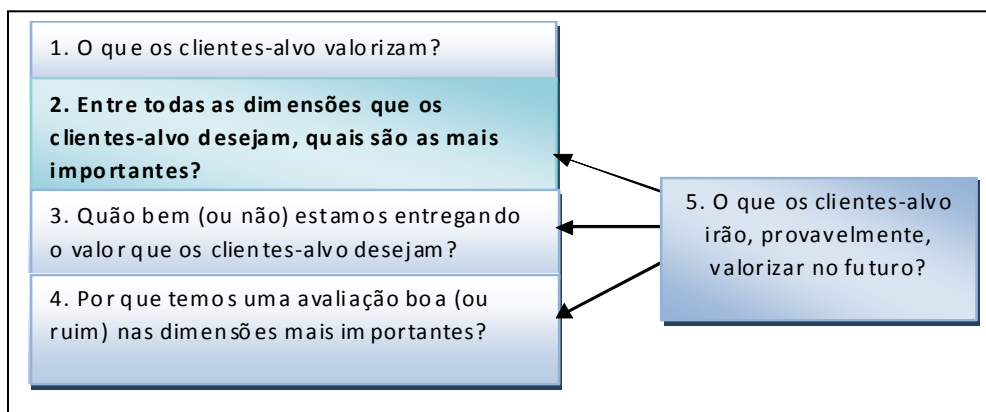 1. O que os clientes-alvo valorizam?
2. Entre todas as dimensões que os
clientes-alvo desejam, quais são as mais
importantes?
3. Quão bem (ou não) estamos entregando
o valor que os clientes-alvo desejam?
4. Por que temos uma avaliação boa (ou
ruim) nas dimensões mais importantes?
5. O que os clientes-alvo
irão, provavelmente,
valorizar no futuro?